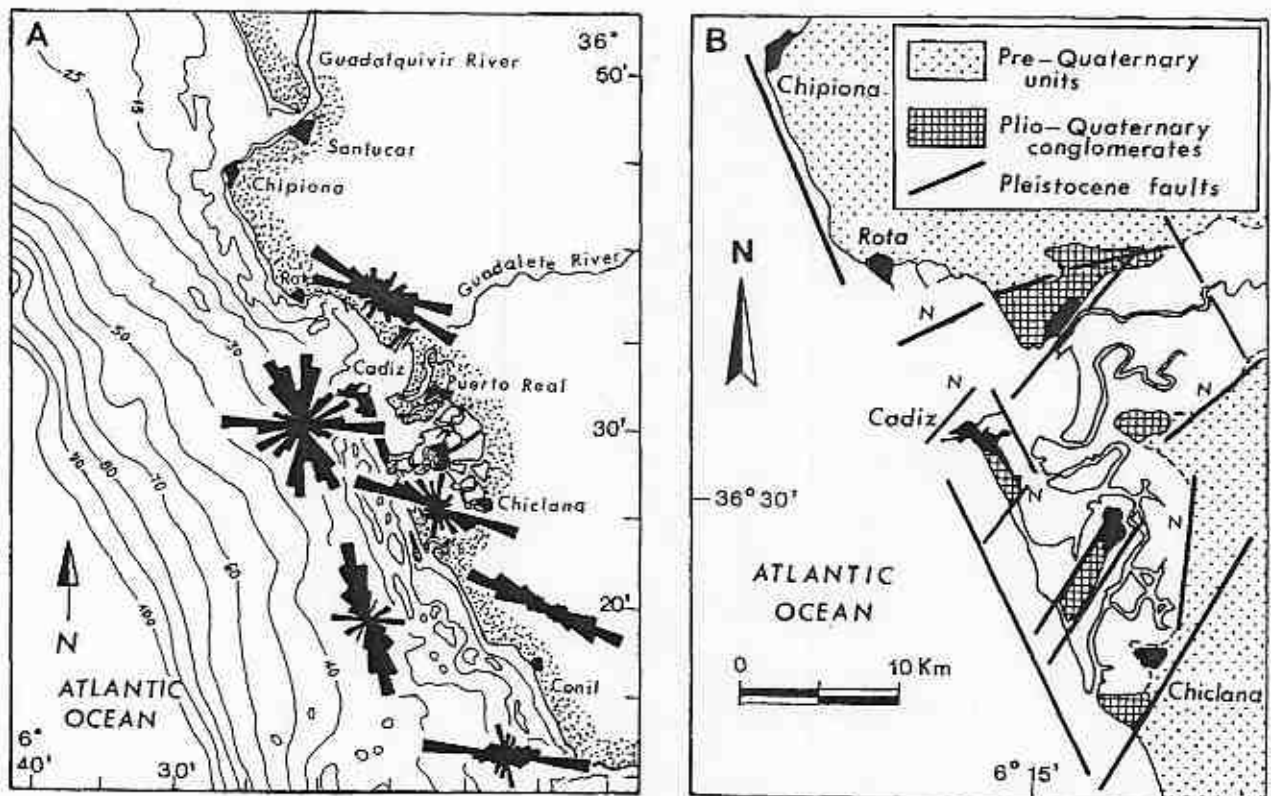 A
36°
50'
Guadalquivir River
Sanlucar
Chipiona
Rota
Guadalete River
Cadiz
Puerto Real
30'
Chiclana
20'
Conil
25
15
30
50
40
60
70
80
90
100
N
ATLANTIC
OCEAN
6°
40'
30'
B
Pre-Quaternary
units
Plio-Quaternary
conglomerates
Pleistocene faults
Chipiona
Rota
N
N
N
Cadiz
N
N
36° 30'
ATLANTIC
OCEAN
0
10 Km
Chiclana
6° 15'